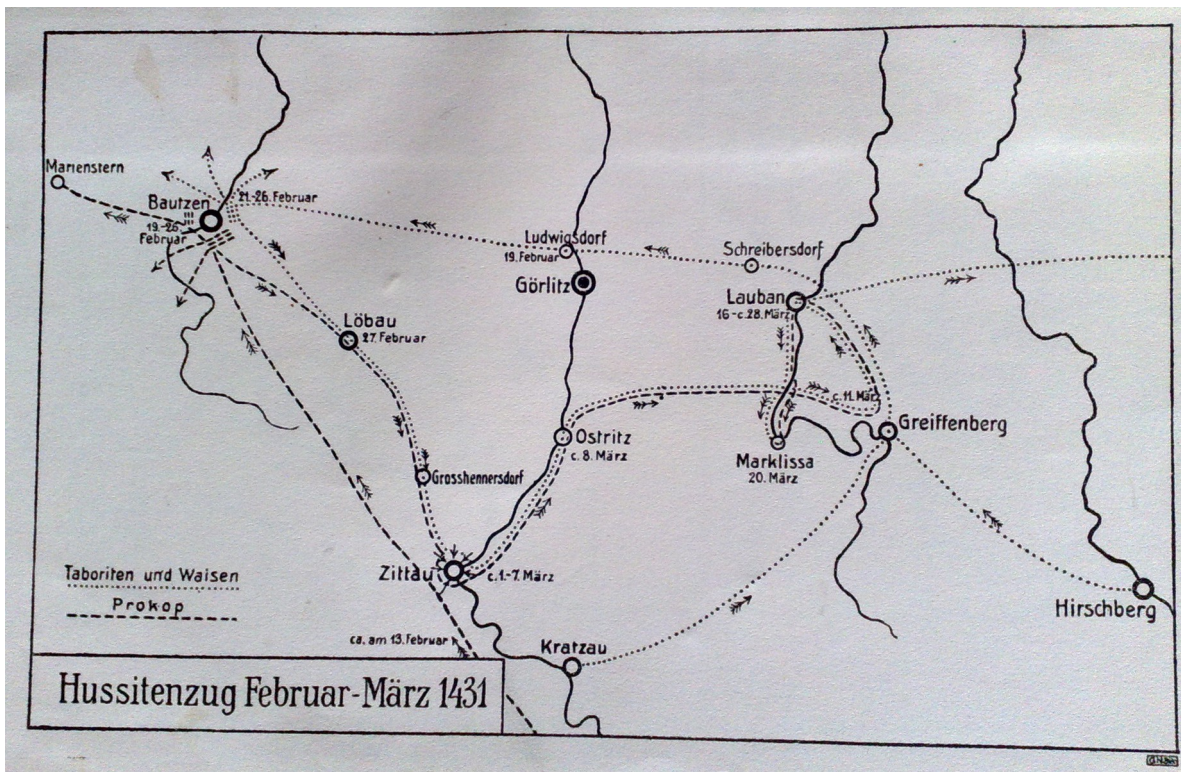 Marienstern
Bautzen
21.-26. Februar
19.-26.
Februar
Ludwigsdorf
19. Februar
Görlitz
Schreibersdorf
Lauban
16-c.28. März
Löbau
27. Februar
c. 11. März
Greiffenberg
Ostritz
c. 8. März
Marklissa
20. März
Grosshennersdorf
Zittau
c. 1.-7. März
Hirschberg
Taboriten und Waisen
Prokop
ca. am 13. Februar
Kratzau
Hussitenzug Februar-März 1431